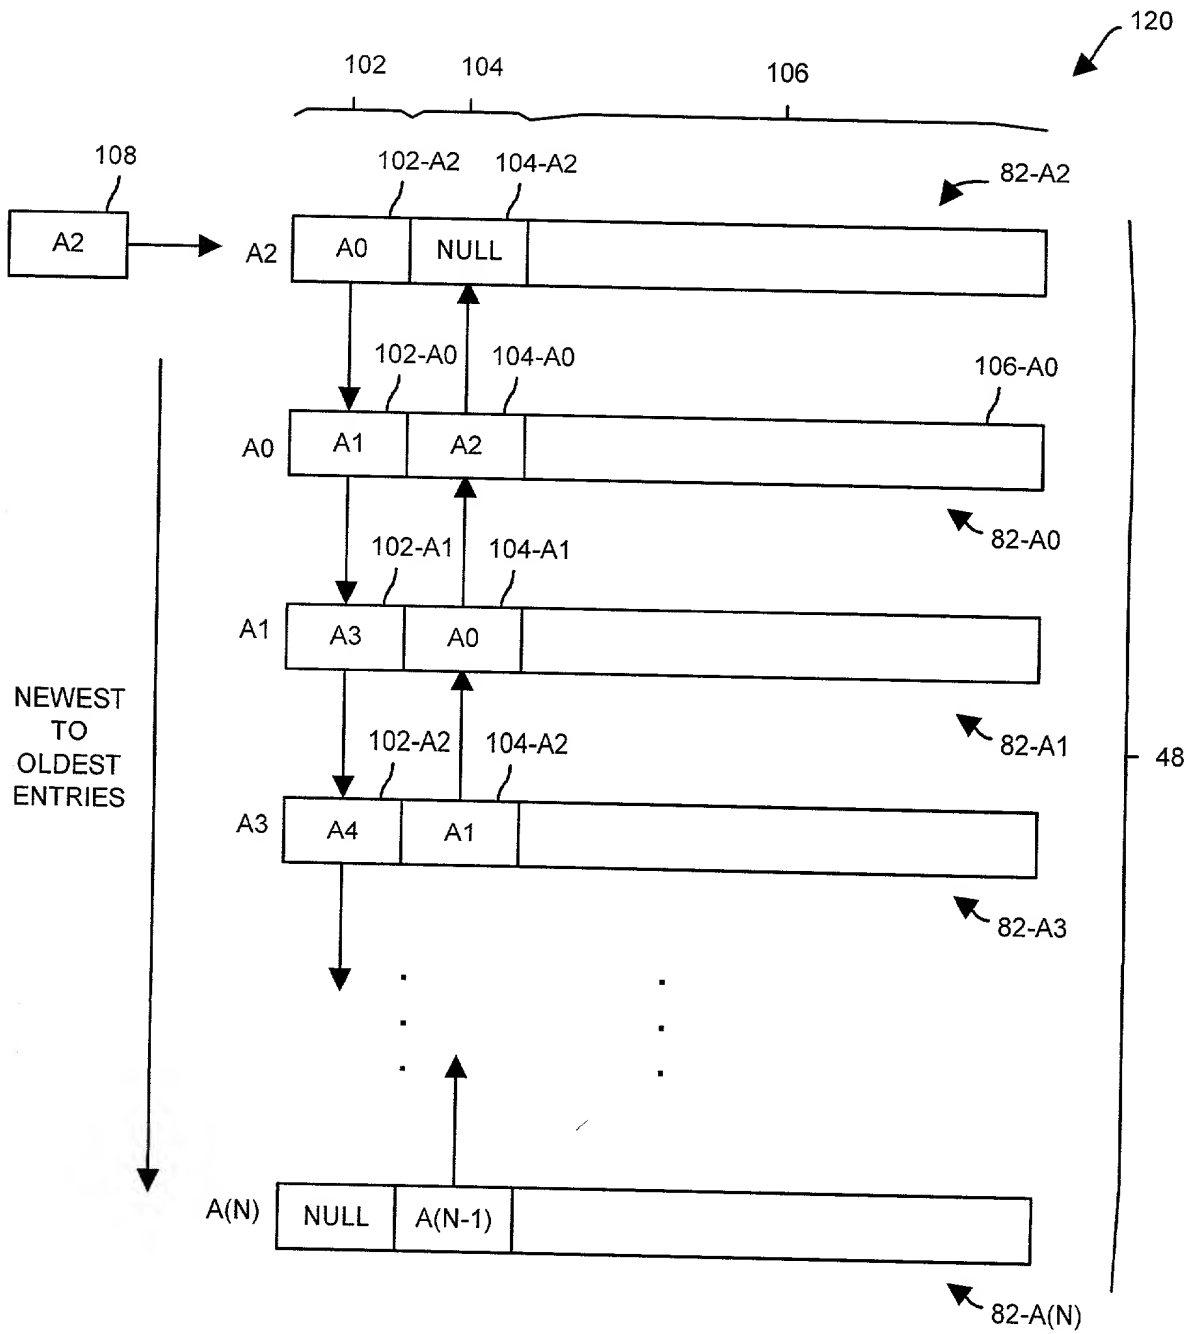 120
102
104
106
108
102-A2
104-A2
82-A2
A2
A2
A0
NULL
102-A0
104-A0
106-A0
A0
A1
A2
82-A0
102-A1
104-A1
A1
A3
A0
82-A1
NEWEST
TO
OLDEST
ENTRIES
48
102-A2
104-A2
A3
A4
A1
82-A3
A(N)
NULL
A(N-1)
82-A(N)